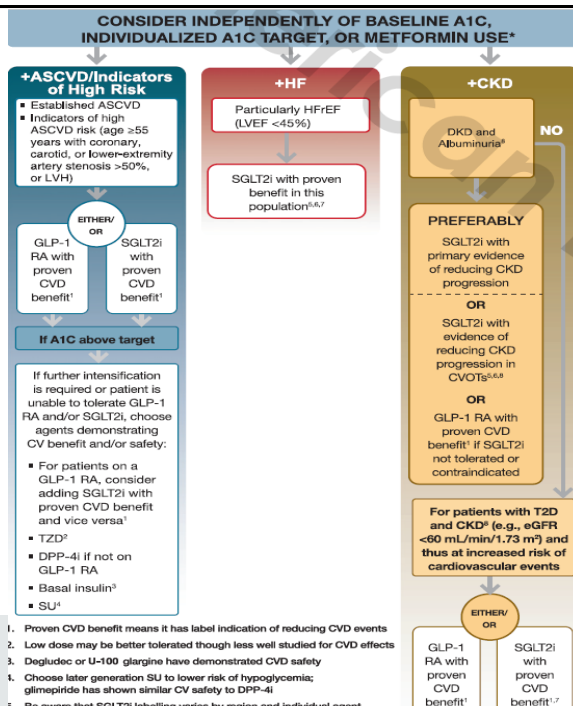 CONSIDER INDEPENDENTLY OF BASELINE A1C,
INDIVIDUALIZED A1C TARGET, OR METFORMIN USE*
+ASCVD/Indicators
of High Risk
▪ Established ASCVD
▪ Indicators of high
ASCVD risk (age ≥55
years with coronary,
carotid, or lower-extremity
artery stenosis >50%,
or LVH)
EITHER/
OR
GLP-1
RA with
proven
CVD
benefit¹
SGLT2i
with
proven
CVD
benefit¹
If A1C above target
If further intensification
is required or patient is
unable to tolerate GLP-1
RA and/or SGLT2i, choose
agents demonstrating
CV benefit and/or safety:
▪ For patients on a
GLP-1 RA, consider
adding SGLT2i with
proven CVD benefit
and vice versa¹
▪ TZD²
▪ DPP-4i if not on
GLP-1 RA
▪ Basal insulin³
▪ SU⁴
+HF
Particularly HFrEF
(LVEF <45%)
SGLT2i with proven
benefit in this
population⁵,⁶,⁷
+CKD
DKD and
Albuminuria⁸
NO
PREFERABLY
SGLT2i with
primary evidence
of reducing CKD
progression
OR
SGLT2i with
evidence of
reducing CKD
progression in
CVOTs⁵,⁶,⁸
OR
GLP-1 RA with
proven CVD
benefit¹ if SGLT2i
not tolerated or
contraindicated
For patients with T2D
and CKD⁸ (e.g., eGFR
<60 mL/min/1.73 m²) and
thus at increased risk of
cardiovascular events
EITHER/
OR
GLP-1
RA with
proven
CVD
benefit¹
SGLT2i
with
proven
CVD
benefit¹,⁷
1. Proven CVD benefit means it has label indication of reducing CVD events
2. Low dose may be better tolerated though less well studied for CVD effects
3. Degludec or U-100 glargine have demonstrated CVD safety
4. Choose later generation SU to lower risk of hypoglycemia;
glimepiride has shown similar CV safety to DPP-4i
5. Be aware that SGLT2i labelling varies by region and individual agent